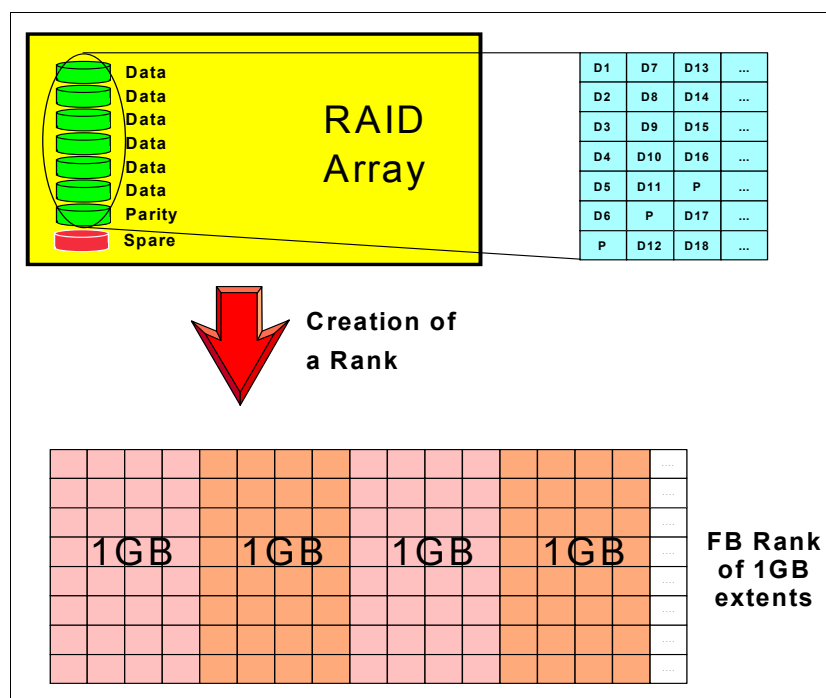 Data
Data
Data
Data
Data
Data
Parity
Spare
RAID
Array
D1 D7 D13 ...
D2 D8 D14 ...
D3 D9 D15 ...
D4 D10 D16 ...
D5 D11 P ...
D6 P D17 ...
P D12 D18 ...
Creation of
a Rank
1GB 1GB 1GB 1GB
....
....
....
....
....
....
....
....
FB Rank
of 1GB
extents